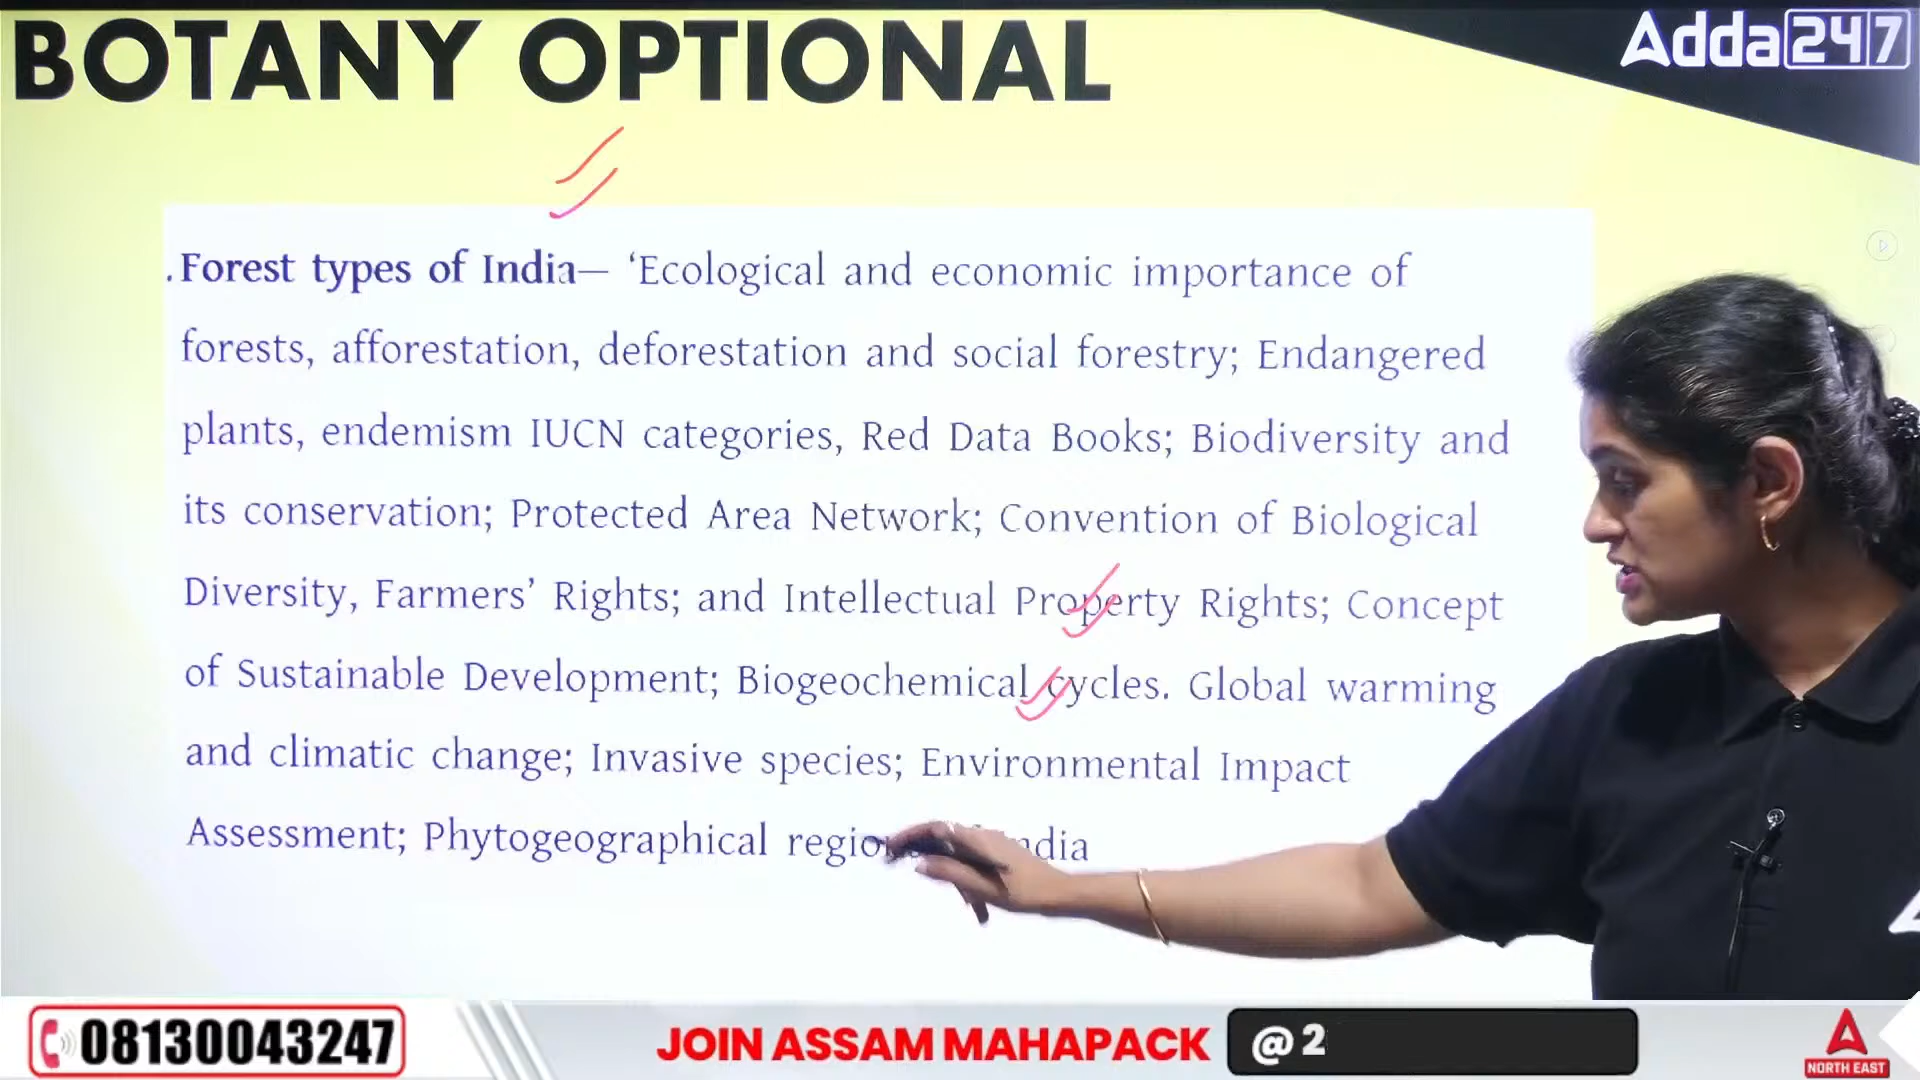 BOTANY OPTIONAL
Adda247
. Forest types of India— ‘Ecological and economic importance of
forests, afforestation, deforestation and social forestry; Endangered
plants, endemism IUCN categories, Red Data Books; Biodiversity and
its conservation; Protected Area Network; Convention of Biological
Diversity, Farmers’ Rights; and Intellectual Property Rights; Concept
of Sustainable Development; Biogeochemical cycles. Global warming
and climatic change; Invasive species; Environmental Impact
Assessment; Phytogeographical
08130043247
JOIN ASSAM MAHAPACK
@ 2
NORTH EAST